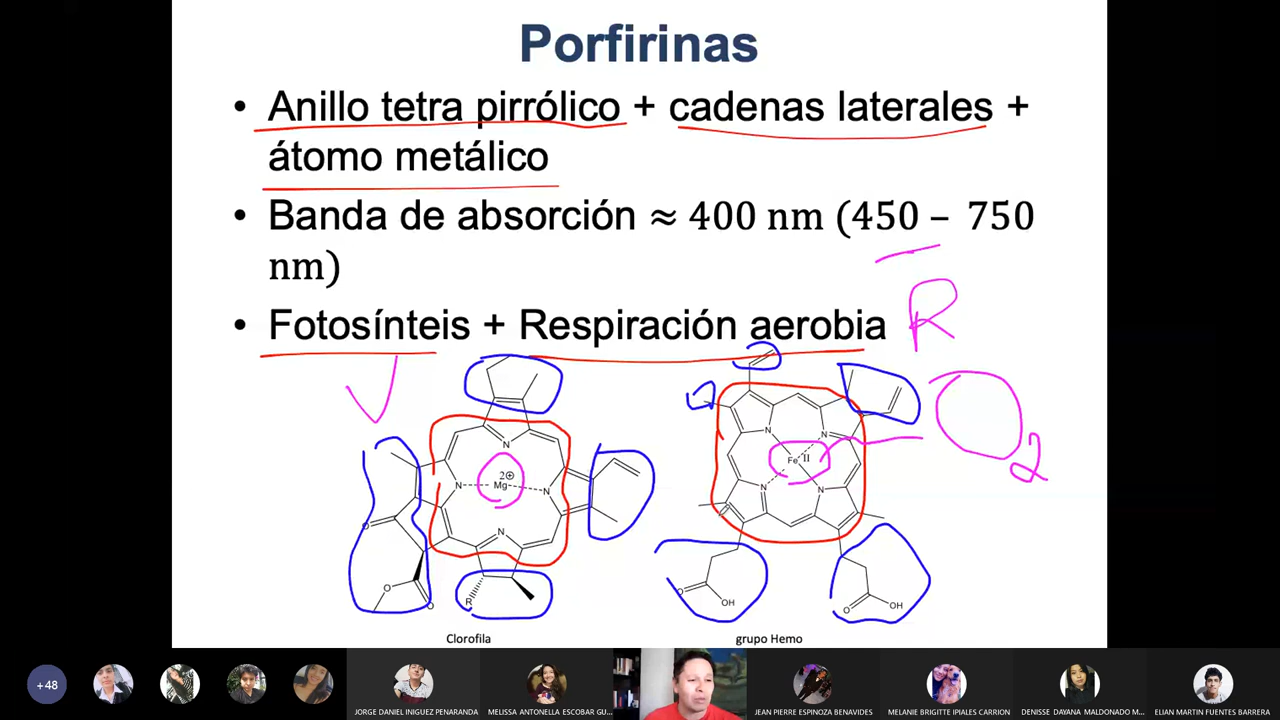 Porfirinas
• Anillo tetra pirrólico + cadenas laterales +
átomo metálico
• Banda de absorción ≈ 400 nm (450 – 750
nm)
• Fotosínteis + Respiración aerobia
R
V
O2
N
N
N
N
2⊕
Mg
O
O
O
R
N
N
N
N
Fe II
O
OH
O
OH
Clorofila
grupo Hemo
+48
JORGE DANIEL INIGUEZ PENARANDA
MELISSA ANTONELLA ESCOBAR GU...
JEAN PIERRE ESPINOZA BENAVIDES
MELANIE BRIGITTE IPIALES CARRION
DENISSE DAYANA MALDONADO M...
ELIAN MARTIN FUENTES BARRERA